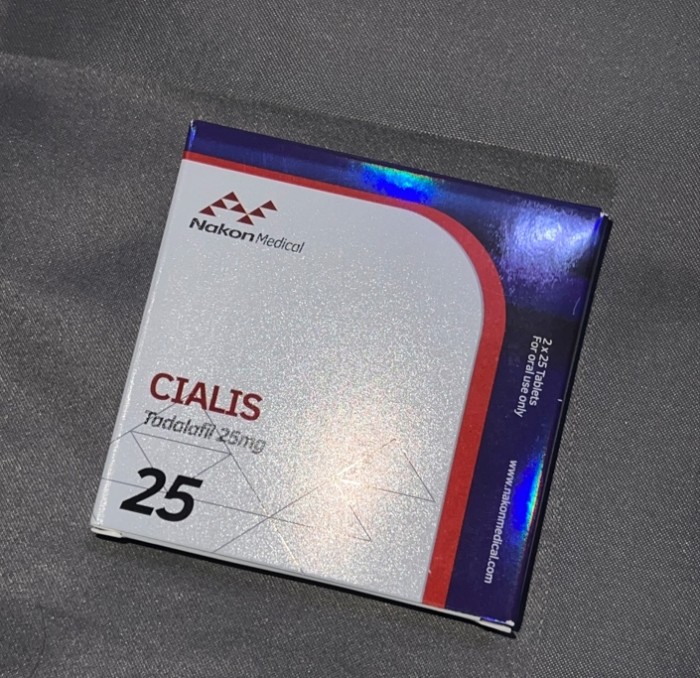 Nakon Medical
CIALIS
Tadalafil 25mg
25
2 x 25 Tablets
For oral use only
www.nakonmedical.com